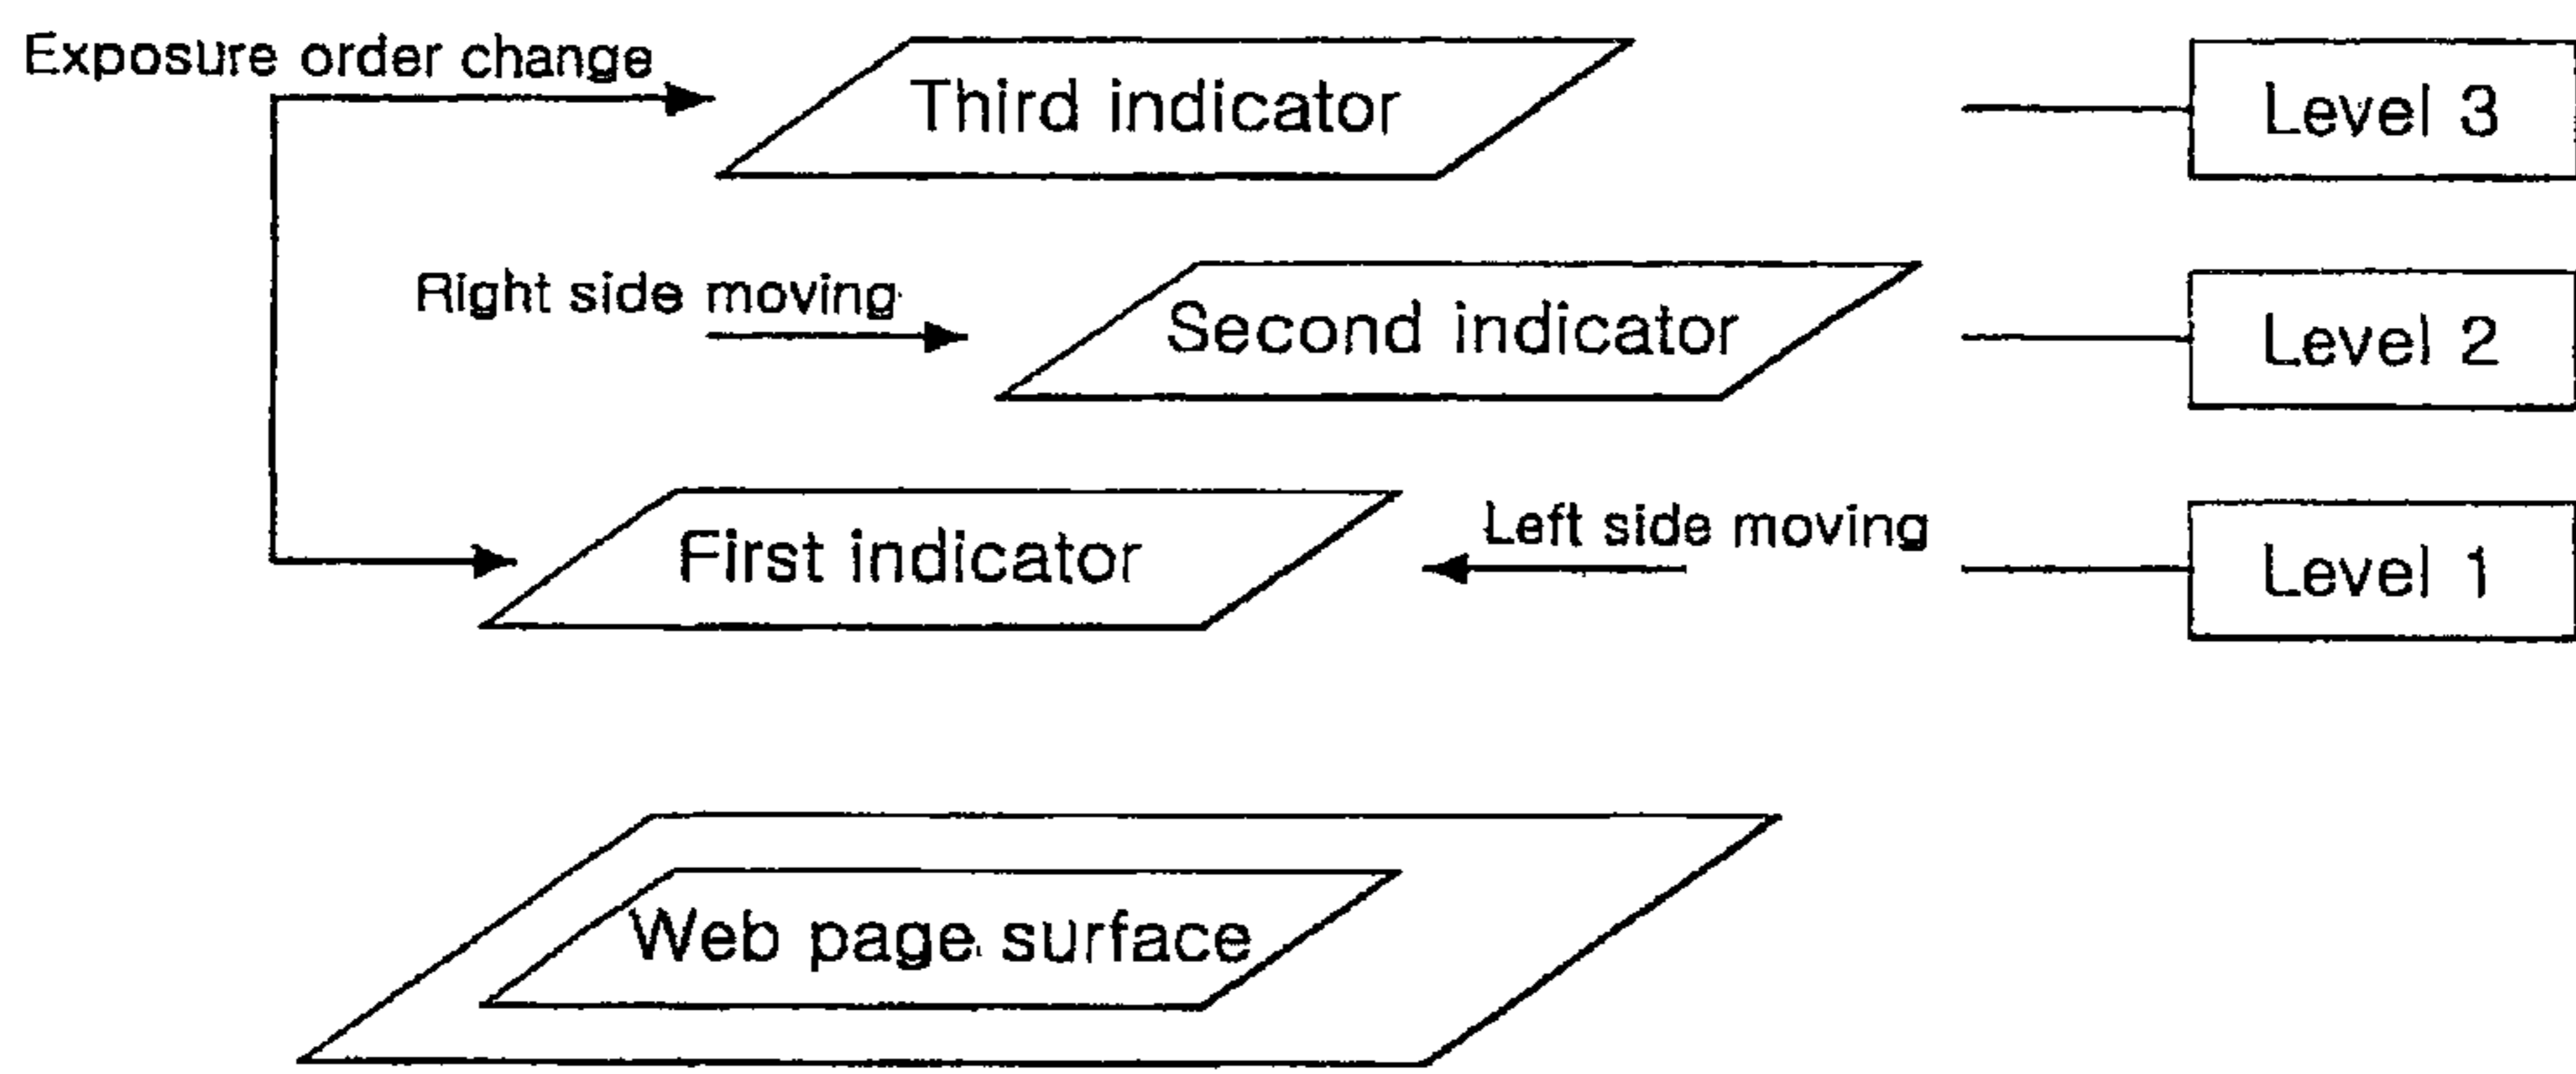 Exposure order change
Third indicator
Level 3
Right side moving
Second indicator
Level 2
First indicator
Left side moving
Level 1
Web page surface